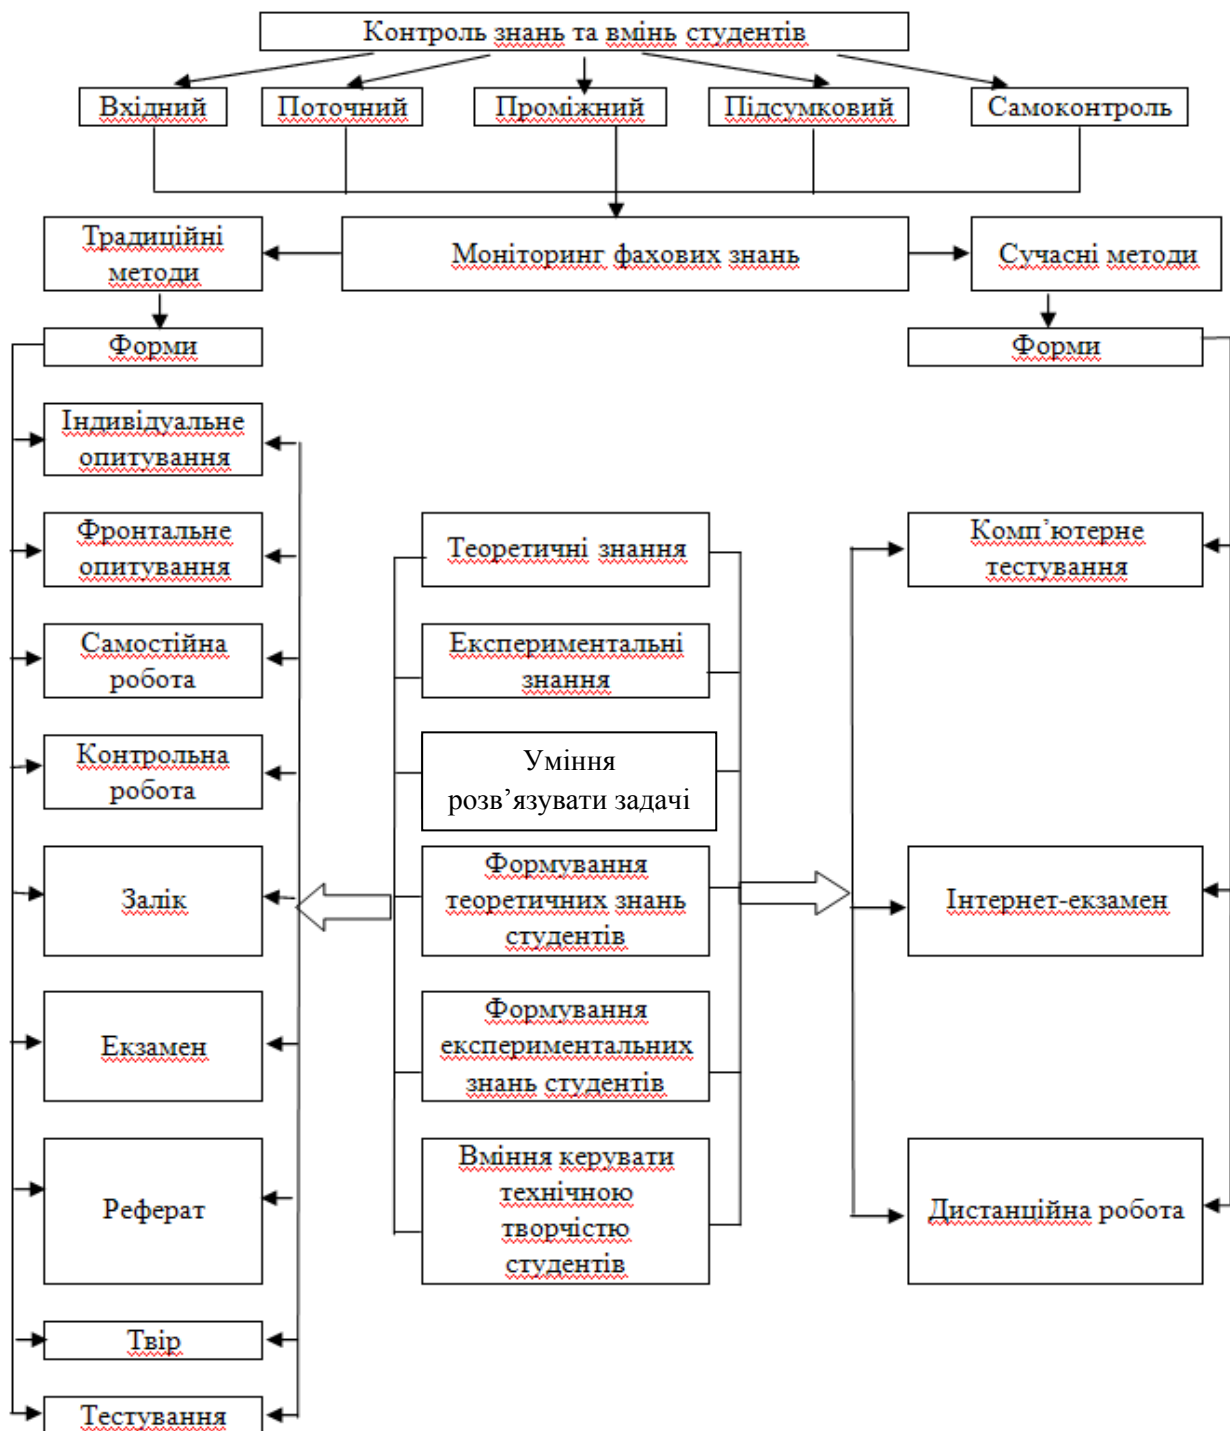 Контроль знань та вмінь студентів
Вхідний
Поточний
Проміжний
Підсумковий
Самоконтроль
Традиційні
методи
Моніторинг фахових знань
Сучасні методи
Форми
Форми
Індивідуальне
опитування
Фронтальне
опитування
Теоретичні знання
Комп’ютерне
тестування
Самостійна
робота
Експериментальні
знання
Контрольна
робота
Уміння
розв’язувати задачі
Залік
Формування
теоретичних знань
студентів
Інтернет-екзамен
Екзамен
Формування
експериментальних
знань студентів
Реферат
Вміння керувати
технічною
творчістю
студентів
Дистанційна робота
Твір
Тестування